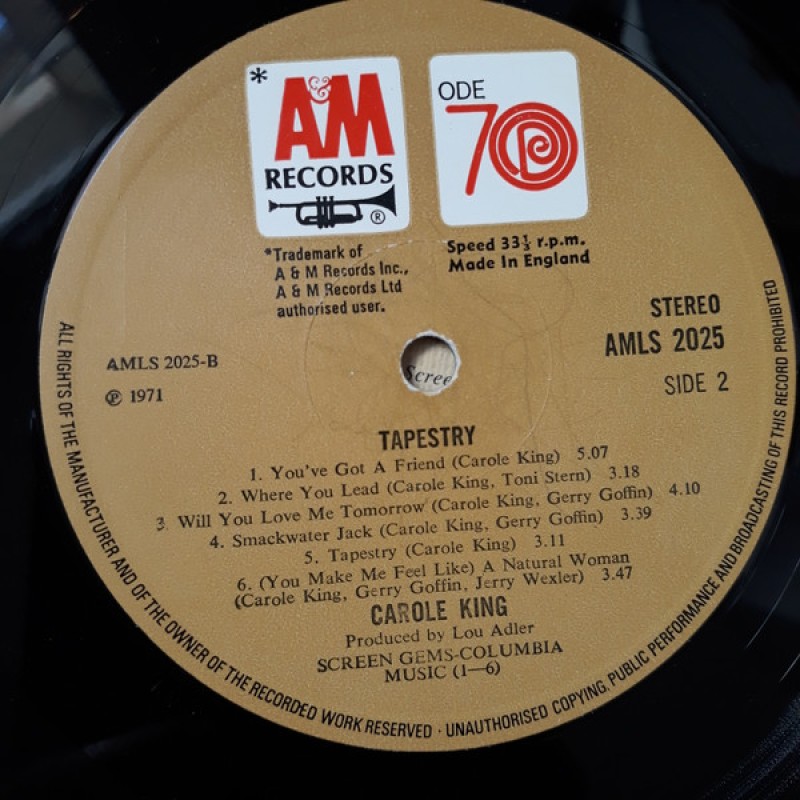 *
A&M
RECORDS
®
ODE
70
*Trademark of
A & M Records Inc.,
A & M Records Ltd
authorised user.
Speed 33⅓ r.p.m.
Made In England
STEREO
AMLS 2025
SIDE 2
AMLS 2025-B
℗ 1971
Scree
TAPESTRY
1. You've Got A Friend (Carole King) 5.07
2. Where You Lead (Carole King, Toni Stern) 3.18
3. Will You Love Me Tomorrow (Carole King, Gerry Goffin) 4.10
4. Smackwater Jack (Carole King, Gerry Goffin) 3.39
5. Tapestry (Carole King) 3.11
6. (You Make Me Feel Like) A Natural Woman
(Carole King, Gerry Goffin, Jerry Wexler) 3.47
CAROLE KING
Produced by Lou Adler
SCREEN GEMS-COLUMBIA
MUSIC (1—6)
ALL RIGHTS OF THE MANUFACTURER AND OF THE OWNER OF THE RECORDED WORK RESERVED · UNAUTHORISED COPYING, PUBLIC PERFORMANCE AND BROADCASTING OF THIS RECORD PROHIBITED